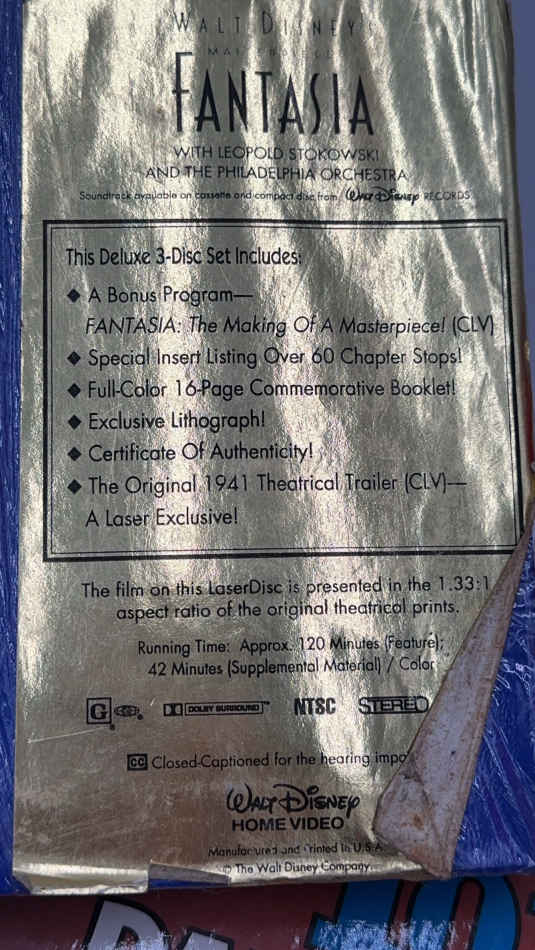 WALT DISNEY'S
MASTERPIECE
FANTASIA
WITH LEOPOLD STOKOWSKI
AND THE PHILADELPHIA ORCHESTRA
Soundtrack available on cassette and compact disc from WALT DISNEY RECORDS.
This Deluxe 3-Disc Set Includes:
◆ A Bonus Program—
FANTASIA: The Making Of A Masterpiece! (CLV)
◆ Special Insert Listing Over 60 Chapter Stops!
◆ Full-Color 16-Page Commemorative Booklet!
◆ Exclusive Lithograph!
◆ Certificate Of Authenticity!
◆ The Original 1941 Theatrical Trailer (CLV)—
A Laser Exclusive!
The film on this LaserDisc is presented in the 1.33:1
aspect ratio of the original theatrical prints.
Running Time: Approx. 120 Minutes (Feature);
42 Minutes (Supplemental Material) / Color
G ® DOLBY SURROUND™ NTSC STEREO
CC Closed-Captioned for the hearing impa
WALT DISNEY
HOME VIDEO
Manufactured and Printed In U.S.A.
© The Walt Disney Company.